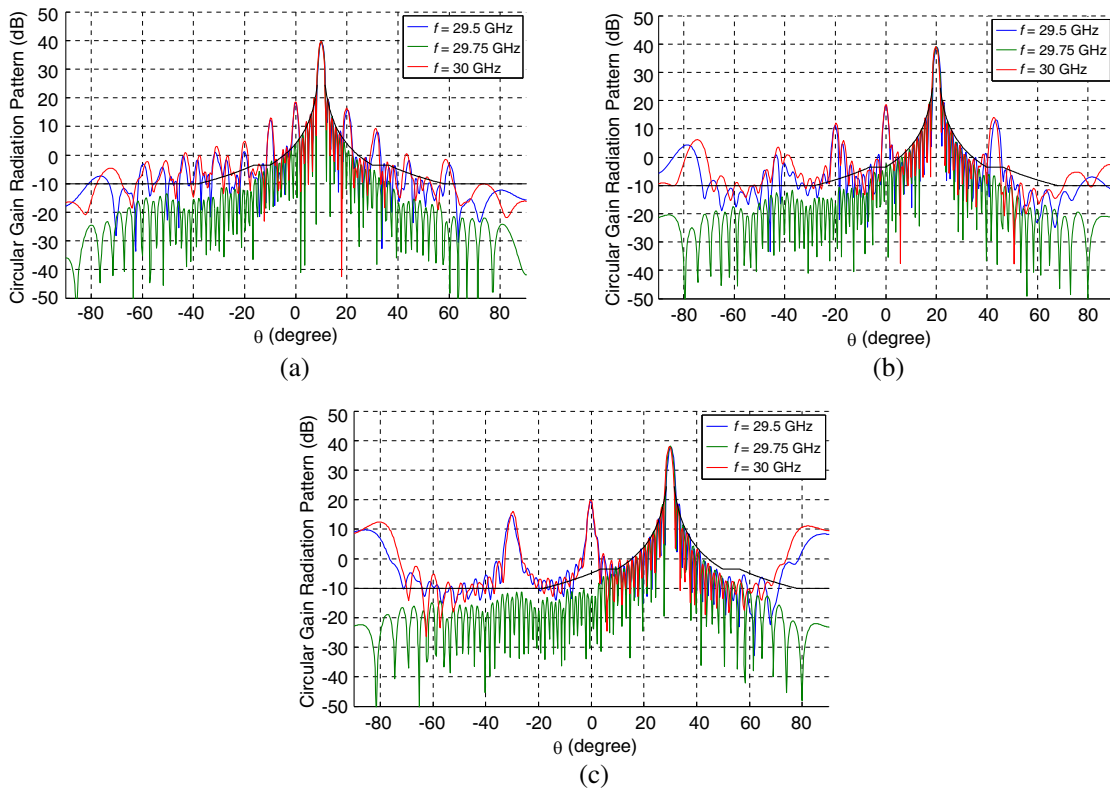 Circular Gain Radiation Pattern (dB)
50
40
30
20
10
0
-10
-20
-30
-40
-50
f = 29.5 GHz
f = 29.75 GHz
f = 30 GHz
-80 -60 -40 -20 0 20 40 60 80
θ (degree)
(a)
Circular Gain Radiation Pattern (dB)
50
40
30
20
10
0
-10
-20
-30
-40
-50
f = 29.5 GHz
f = 29.75 GHz
f = 30 GHz
-80 -60 -40 -20 0 20 40 60 80
θ (degree)
(b)
Circular Gain Radiation Pattern (dB)
50
40
30
20
10
0
-10
-20
-30
-40
-50
f = 29.5 GHz
f = 29.75 GHz
f = 30 GHz
-80 -60 -40 -20 0 20 40 60 80
θ (degree)
(c)